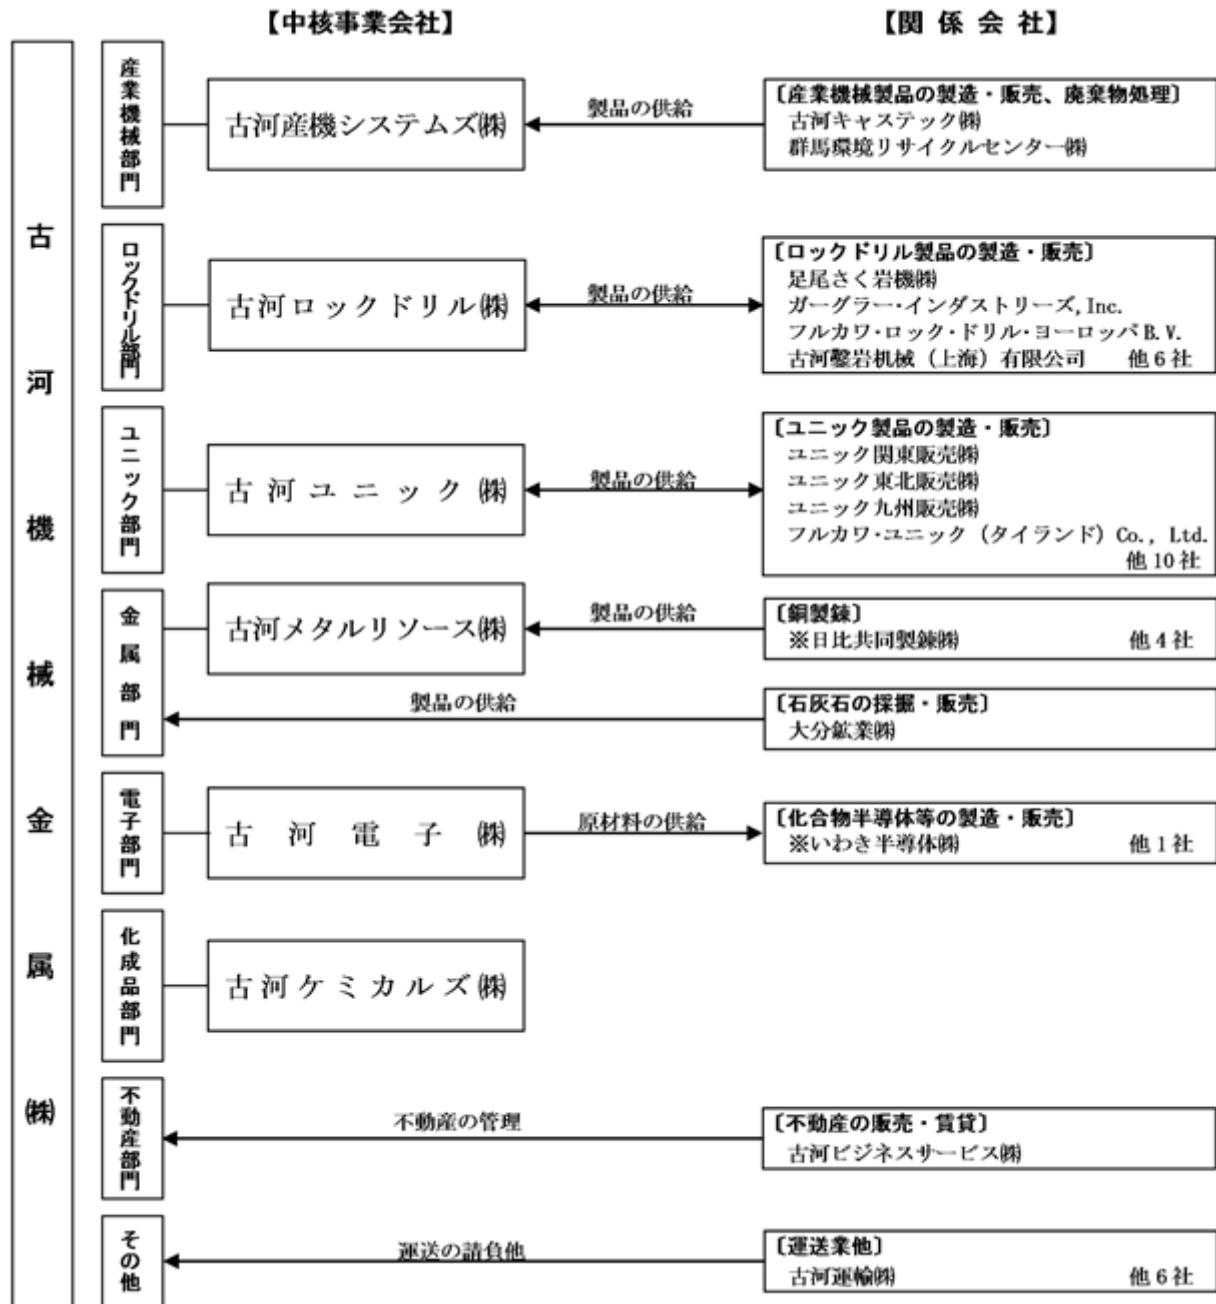 【中核事業会社】
【関 係 会 社】
古河機械金属㈱
産業機械部門
古河産機システムズ㈱
製品の供給
〔産業機械製品の製造・販売、廃棄物処理〕
古河キャステック㈱
群馬環境リサイクルセンター㈱
ロックドリル部門
古河ロックドリル㈱
製品の供給
〔ロックドリル製品の製造・販売〕
足尾さく岩機㈱
ガーグラー・インダストリーズ, Inc.
フルカワ・ロック・ドリル・ヨーロッパ B. V.
古河鑿岩机械（上海）有限公司 他 6 社
ユニック部門
古河ユニック㈱
製品の供給
〔ユニック製品の製造・販売〕
ユニック関東販売㈱
ユニック東北販売㈱
ユニック九州販売㈱
フルカワ・ユニック（タイランド）Co., Ltd.
他 10 社
金属部門
古河メタルリソース㈱
製品の供給
〔銅製錬〕
※日比共同製錬㈱ 他 4 社
製品の供給
〔石灰石の採掘・販売〕
大分鉱業㈱
電子部門
古河電子㈱
原材料の供給
〔化合物半導体等の製造・販売〕
※いわき半導体㈱ 他 1 社
化成品部門
古河ケミカルズ㈱
不動産部門
不動産の管理
〔不動産の販売・賃貸〕
古河ビジネスサービス㈱
その他
運送の請負他
〔運送業他〕
古河運輸㈱ 他 6 社